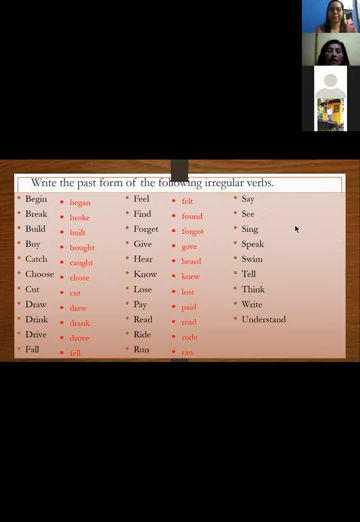 Write the past form of the following irregular verbs.
Begin
Break
Build
Buy
Catch
Choose
Cut
Draw
Drink
Drive
Fall
began
broke
built
bought
caught
chose
cut
drew
drank
drove
fell
Feel
Find
Forget
Give
Hear
Know
Lose
Pay
Read
Ride
Run
felt
found
forgot
gave
heard
knew
lost
paid
read
rode
ran
Say
See
Sing
Speak
Swim
Tell
Think
Write
Understand